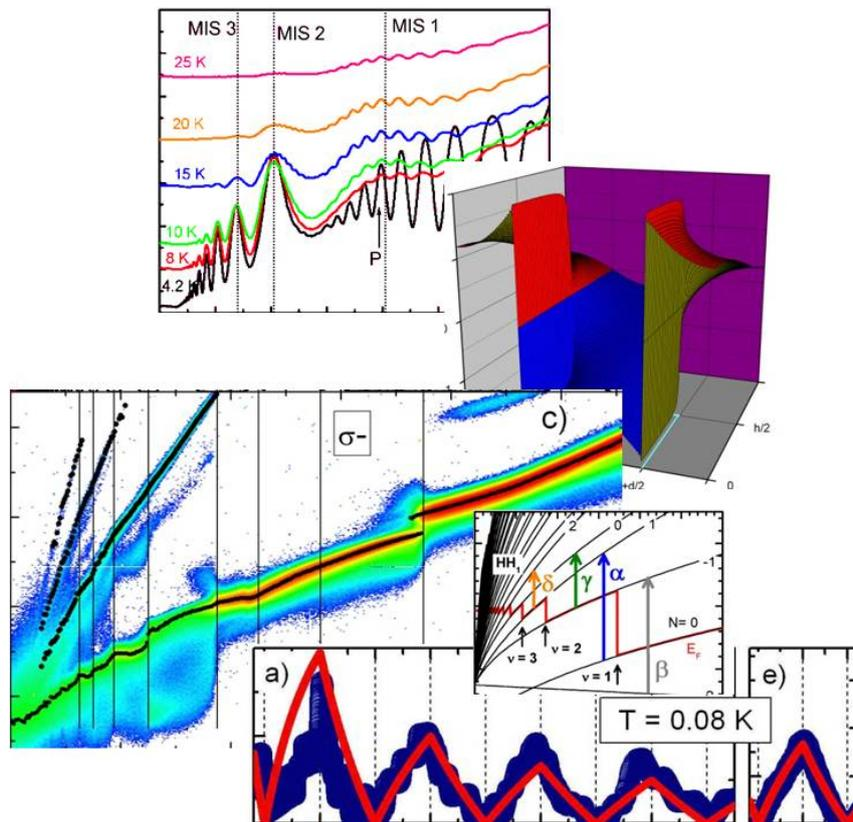 MIS 3
MIS 2
MIS 1
25 K
20 K
15 K
10 K
8 K
4.2 K
P
h/2
+d/2
0
σ-
c)
HH1
2
0
1
-1
δ
γ
α
β
N= 0
EF
ν = 3
ν = 2
ν = 1
a)
T = 0.08 K
e)